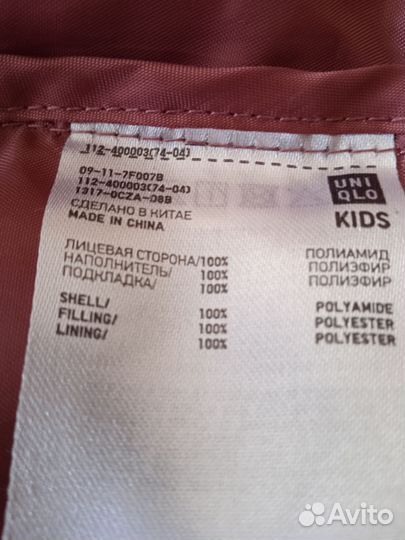 112-400003(74-04)
09-11-7F007B
112-400003(74-04)
1317-0CZA-08B
СДЕЛАНО В КИТАЕ
MADE IN CHINA
UNI
QLO
KIDS
ЛИЦЕВАЯ СТОРОНА/100% ПОЛИАМИД
НАПОЛНИТЕЛЬ/ 100% ПОЛИЭФИР
ПОДКЛАДКА/ 100% ПОЛИЭФИР
SHELL/ 100% POLYAMIDE
FILLING/ 100% POLYESTER
LINING/ 100% POLYESTER
Avito